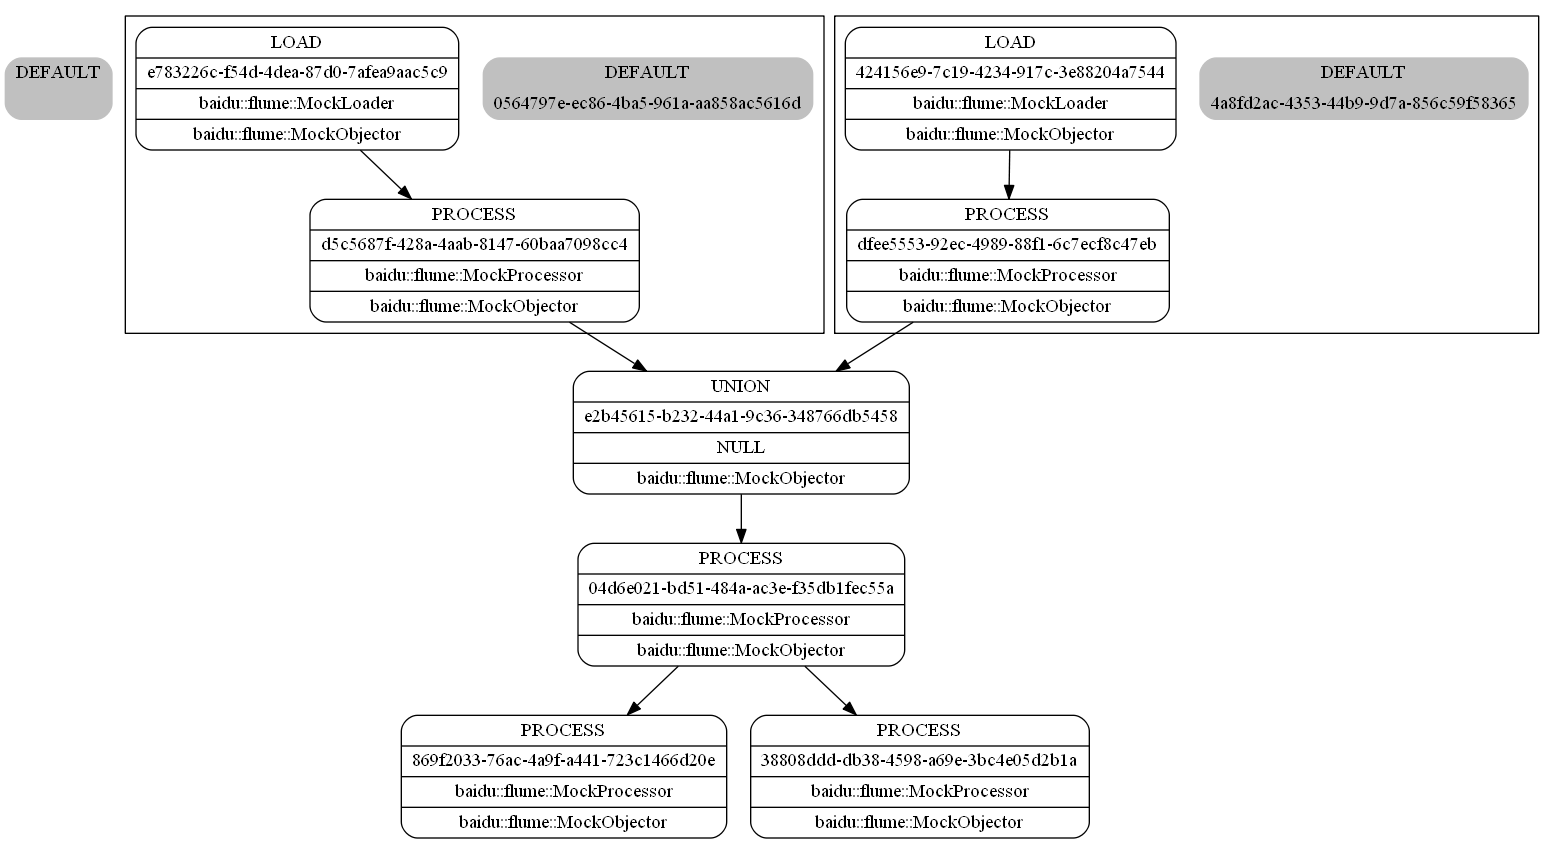 DEFAULT
LOAD
e783226c-f54d-4dea-87d0-7afea9aac5c9
baidu::flume::MockLoader
baidu::flume::MockObjector
DEFAULT
0564797e-ec86-4ba5-961a-aa858ac5616d
LOAD
424156e9-7c19-4234-917c-3e88204a7544
baidu::flume::MockLoader
baidu::flume::MockObjector
DEFAULT
4a8fd2ac-4353-44b9-9d7a-856c59f58365
PROCESS
d5c5687f-428a-4aab-8147-60baa7098cc4
baidu::flume::MockProcessor
baidu::flume::MockObjector
PROCESS
dfee5553-92ec-4989-88f1-6c7ecf8c47eb
baidu::flume::MockProcessor
baidu::flume::MockObjector
UNION
e2b45615-b232-44a1-9c36-348766db5458
NULL
baidu::flume::MockObjector
PROCESS
04d6e021-bd51-484a-ac3e-f35db1fec55a
baidu::flume::MockProcessor
baidu::flume::MockObjector
PROCESS
869f2033-76ac-4a9f-a441-723c1466d20e
baidu::flume::MockProcessor
baidu::flume::MockObjector
PROCESS
38808ddd-db38-4598-a69e-3bc4e05d2b1a
baidu::flume::MockProcessor
baidu::flume::MockObjector